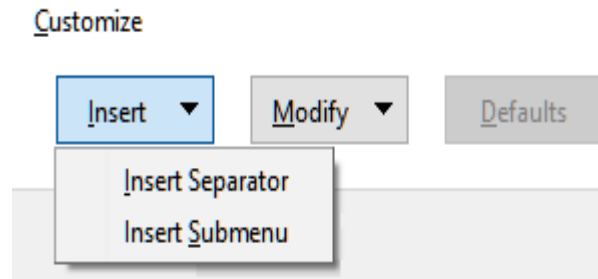 Customize
Insert Modify Defaults
Insert Separator
Insert Submenu